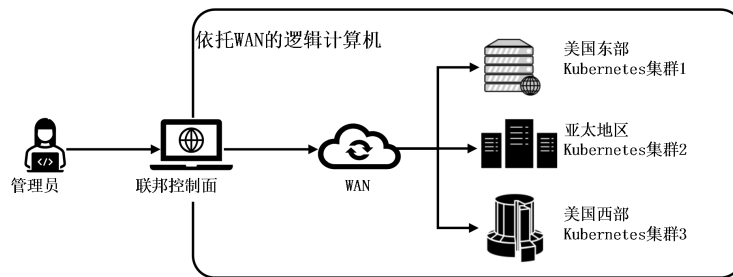 依托WAN的逻辑计算机
美国东部
Kubernetes集群1
亚太地区
Kubernetes集群2
管理员
联邦控制面
WAN
美国西部
Kubernetes集群3